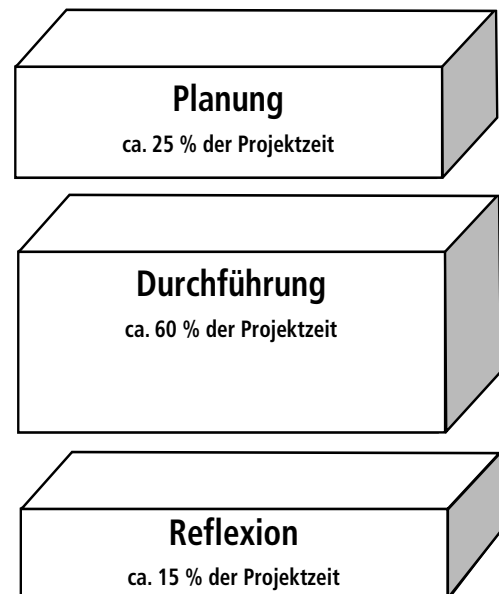 Planung
ca. 25 % der Projektzeit
Durchführung
ca. 60 % der Projektzeit
Reflexion
ca. 15 % der Projektzeit